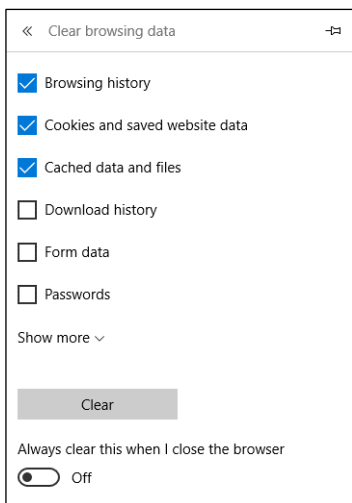 Clear browsing data
Browsing history
Cookies and saved website data
Cached data and files
Download history
Form data
Passwords
Show more
Clear
Always clear this when I close the browser
Off